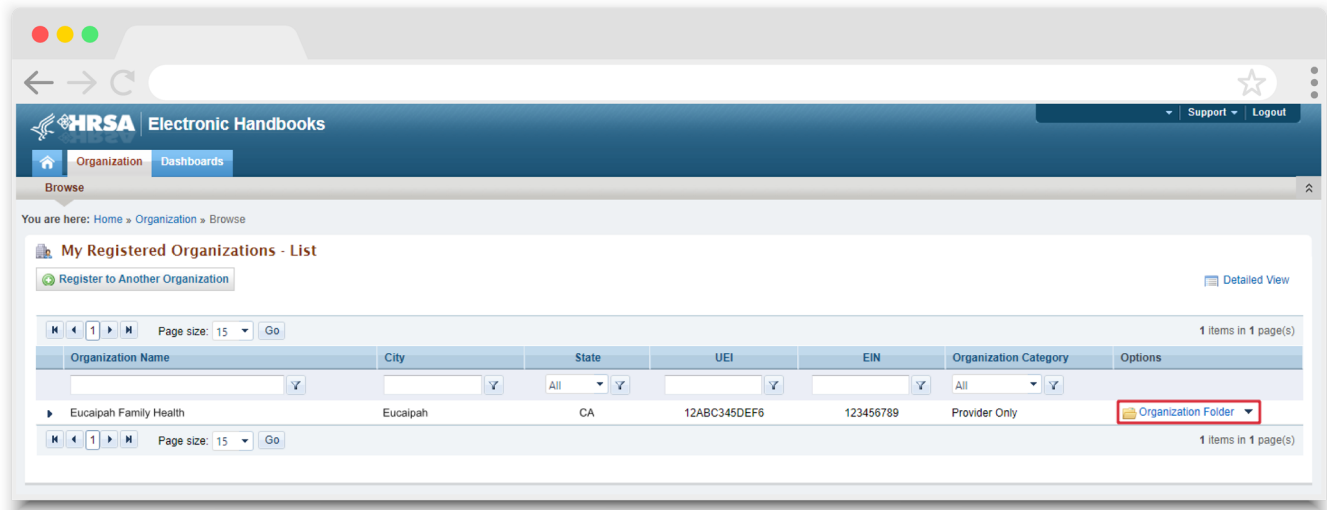 Support Logout
HRSA Electronic Handbooks
Organization Dashboards
Browse
You are here: Home » Organization » Browse
My Registered Organizations - List
Register to Another Organization
Detailed View
1 Page size: 15 Go 1 items in 1 page(s)
Organization Name City State UEI EIN Organization Category Options
All All
Eucaipah Family Health Eucaipah CA 12ABC345DEF6 123456789 Provider Only Organization Folder
1 Page size: 15 Go 1 items in 1 page(s)